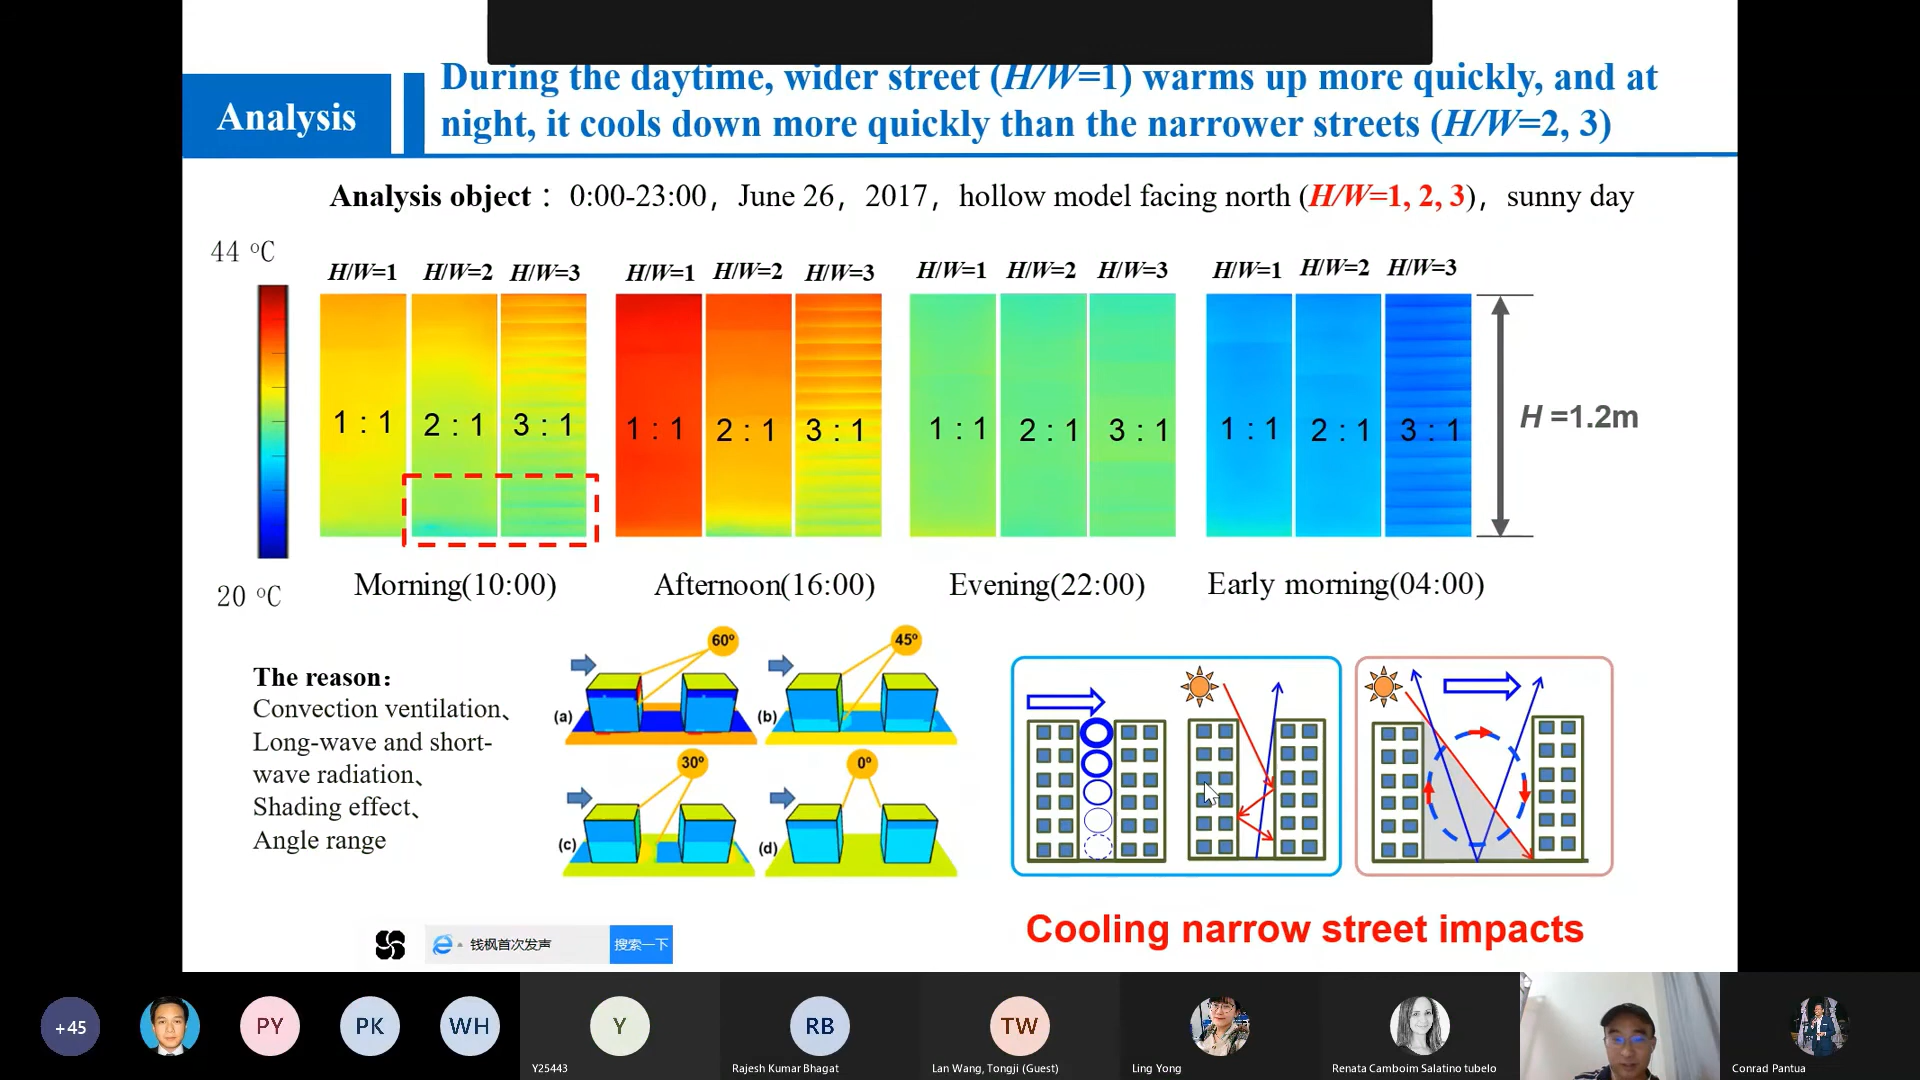 During the daytime, wider street (H/W=1) warms up more quickly, and at
night, it cools down more quickly than the narrower streets (H/W=2, 3)
Analysis
Analysis object：0:00-23:00，June 26，2017，hollow model facing north (H/W=1, 2, 3)，sunny day
44 ℃
H/W=1 H/W=2 H/W=3 H/W=1 H/W=2 H/W=3 H/W=1 H/W=2 H/W=3 H/W=1 H/W=2 H/W=3
1 : 1 2 : 1 3 : 1 1 : 1 2 : 1 3 : 1 1 : 1 2 : 1 3 : 1 1 : 1 2 : 1 3 : 1
H =1.2m
20 ℃
Morning(10:00) Afternoon(16:00) Evening(22:00) Early morning(04:00)
The reason：
Convection ventilation、
Long-wave and short-
wave radiation、
Shading effect、
Angle range
60º 45º
(a) (b)
30º 0º
(c) (d)
Cooling narrow street impacts
钱枫首次发声 搜索一下
+45 PY PK WH Y RB TW
Y25443 Rajesh Kumar Bhagat Lan Wang, Tongji (Guest) Ling Yong Renata Camboim Salatino tubelo Conrad Pantua